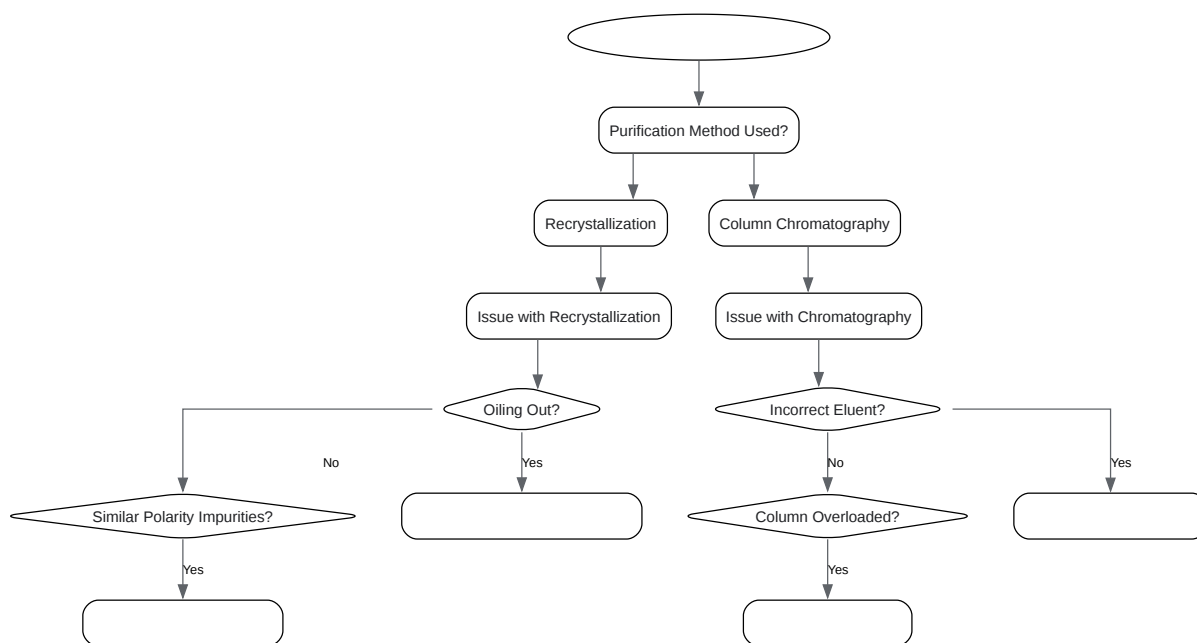 Purification Method Used?
Recrystallization
Column Chromatography
Issue with Recrystallization
Issue with Chromatography
Oiling Out?
Incorrect Eluent?
No
Yes
No
Yes
Similar Polarity Impurities?
Column Overloaded?
Yes
Yes